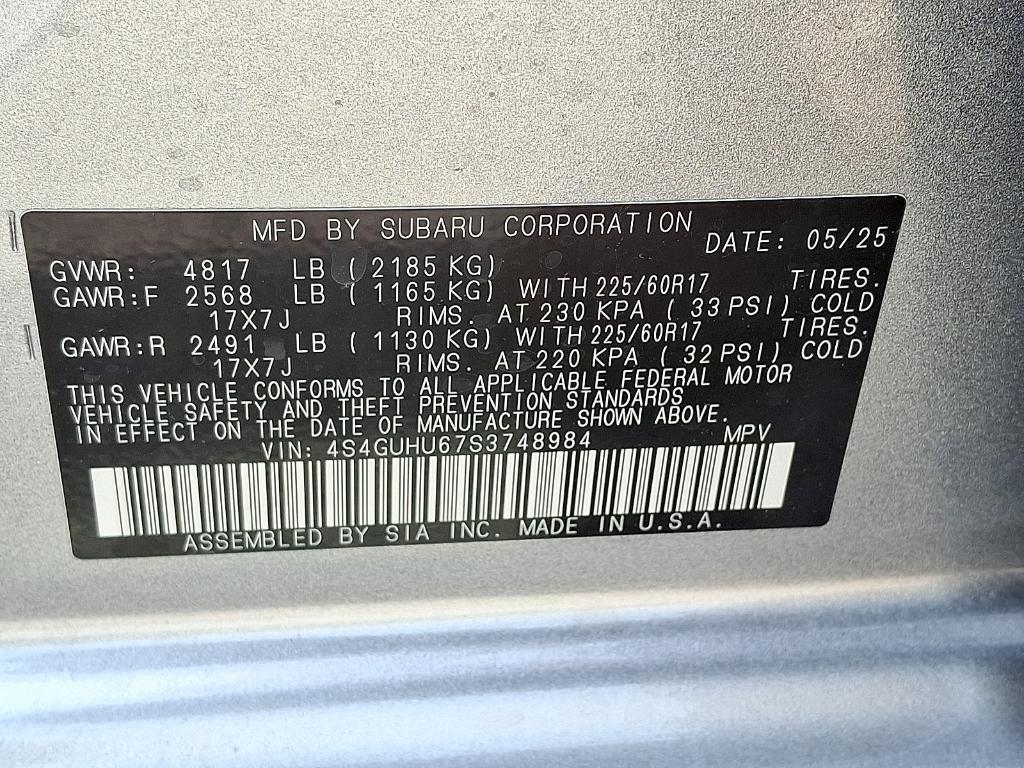 MFD BY SUBARU CORPORATION DATE: 05/25
GVWR: 4817 LB ( 2185 KG)
GAWR:F 2568 LB ( 1165 KG) WITH 225/60R17 TIRES.
17X7J RIMS. AT 230 KPA ( 33 PSI) COLD
GAWR:R 2491 LB ( 1130 KG) WITH 225/60R17 TIRES.
17X7J RIMS. AT 220 KPA ( 32 PSI) COLD
THIS VEHICLE CONFORMS TO ALL APPLICABLE FEDERAL MOTOR
VEHICLE SAFETY AND THEFT PREVENTION STANDARDS
IN EFFECT ON THE DATE OF MANUFACTURE SHOWN ABOVE.
VIN: 4S4GUHU67S3748984 MPV
ASSEMBLED BY SIA INC. MADE IN U.S.A.